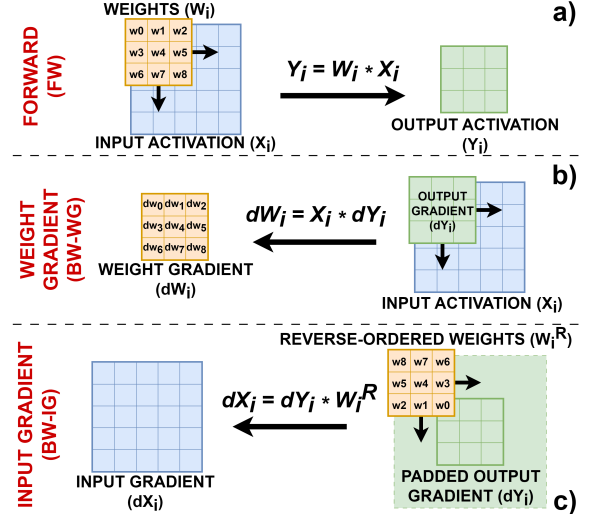 WEIGHTS (Wi)
a)
w0 w1 w2
w3 w4 w5
w6 w7 w8
FORWARD
(FW)
Yi = Wi * Xi
INPUT ACTIVATION (Xi)
OUTPUT ACTIVATION
(Yi)
b)
WEIGHT
GRADIENT
(BW-WG)
dw0 dw1 dw2
dw3 dw4 dw5
dw6 dw7 dw8
WEIGHT GRADIENT
(dWi)
dWi = Xi * dYi
OUTPUT
GRADIENT
(dYi)
INPUT ACTIVATION (Xi)
INPUT GRADIENT
(BW-IG)
REVERSE-ORDERED WEIGHTS (WiR)
w8 w7 w6
w5 w4 w3
w2 w1 w0
dXi = dYi * WiR
INPUT GRADIENT
(dXi)
PADDED OUTPUT
GRADIENT (dYi)
c)